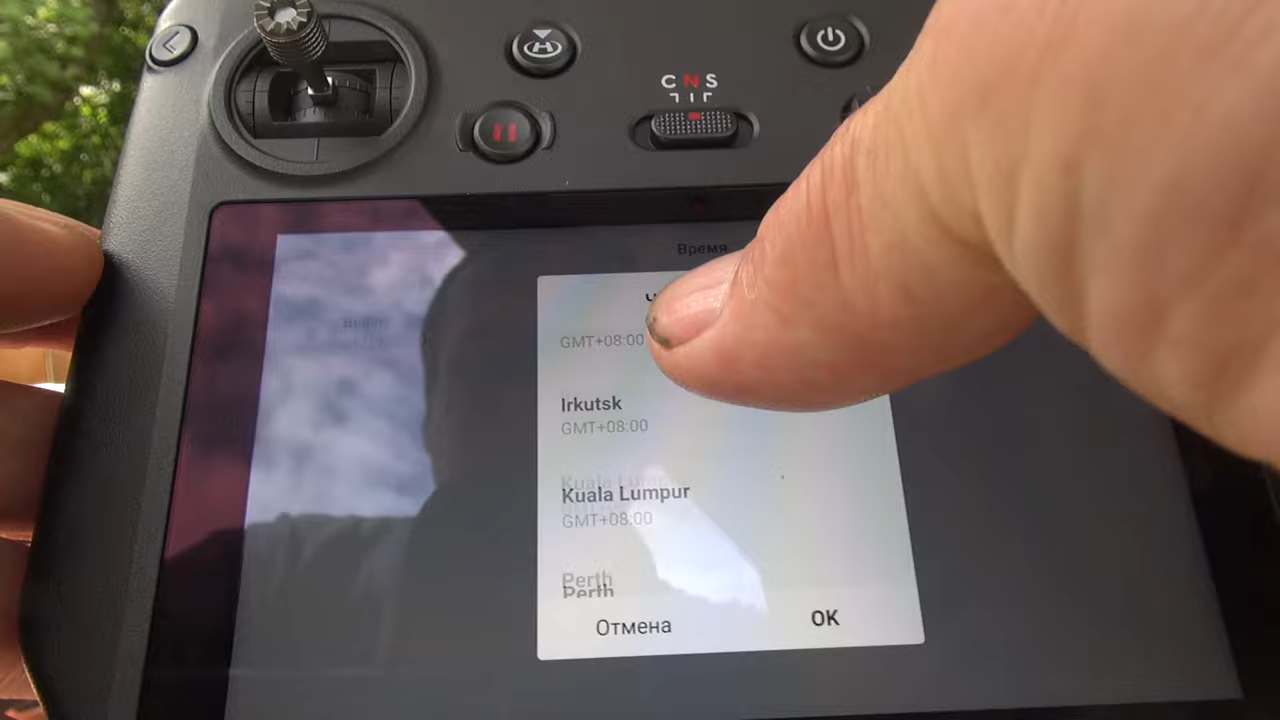 C N S
Время
GMT+08:00
Irkutsk
GMT+08:00
Kuala Lumpur
GMT+08:00
Perth
Отмена
OK